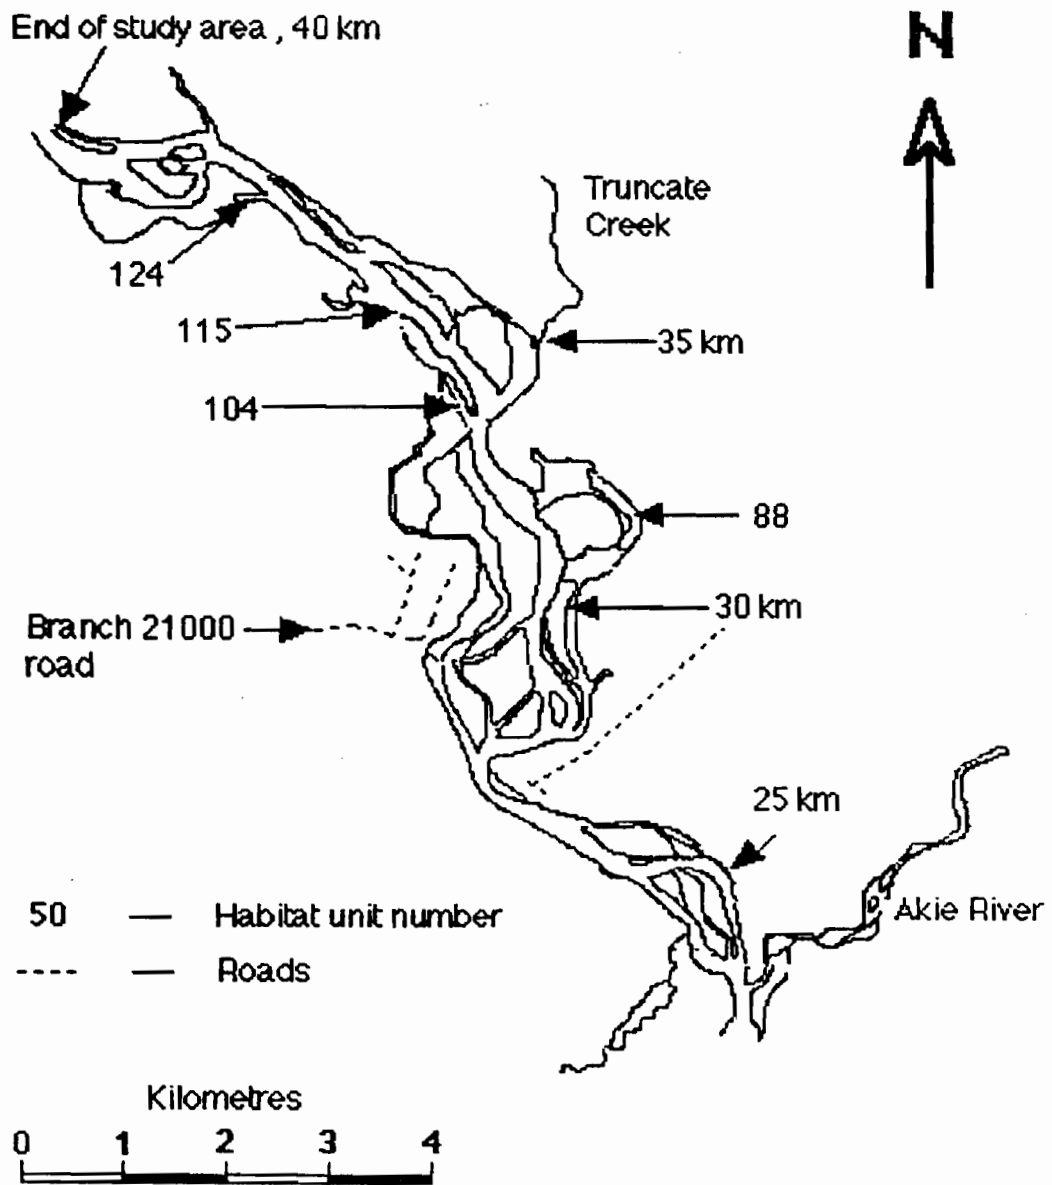 End of study area , 40 km
N
Truncate
Creek
124
115
35 km
104
88
30 km
Branch 21000
road
25 km
50 — Habitat unit number
Akie River
---- — Roads
Kilometres
0 1 2 3 4